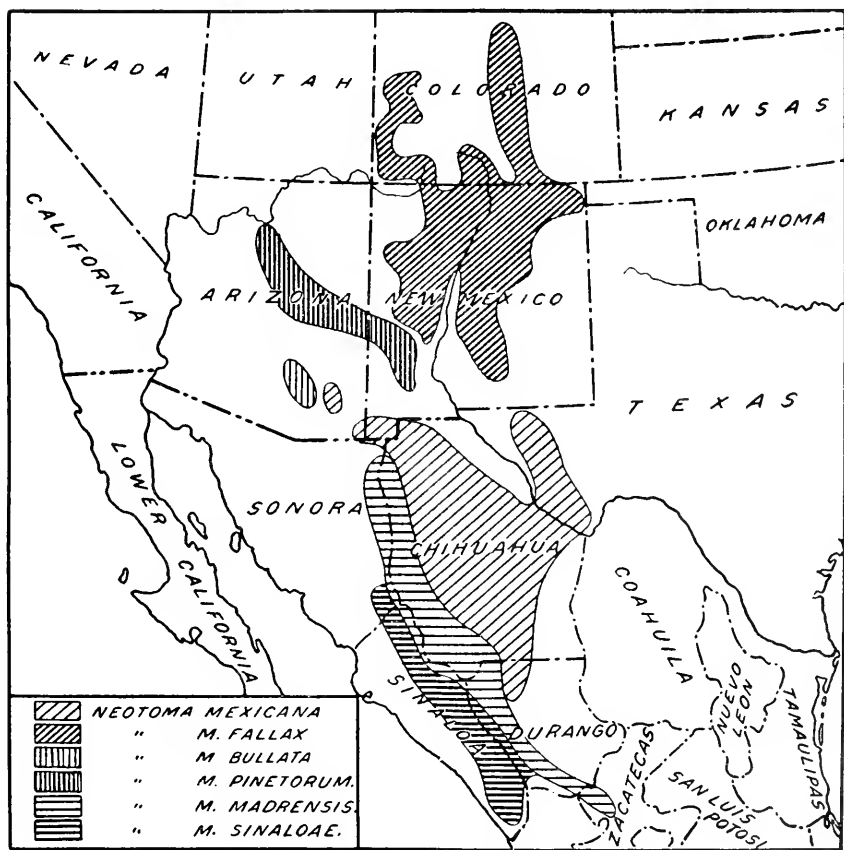 NEVADA
UTAH
COLORADO
KANSAS
CALIFORNIA
ARIZONA
NEW MEXICO
OKLAHOMA
TEXAS
LOWER
CALIFORNIA
SONORA
CHIHUAHUA
COAHUILA
SINALOA
DURANGO
ZACATECAS
NUEVO
LEON
TAMAULIPAS
SAN LUIS
POTOSI
NEOTOMA MEXICANA
" M. FALLAX
" M BULLATA
" M. PINETORUM.
" M. MADRENSIS.
" M. SINALOAE.